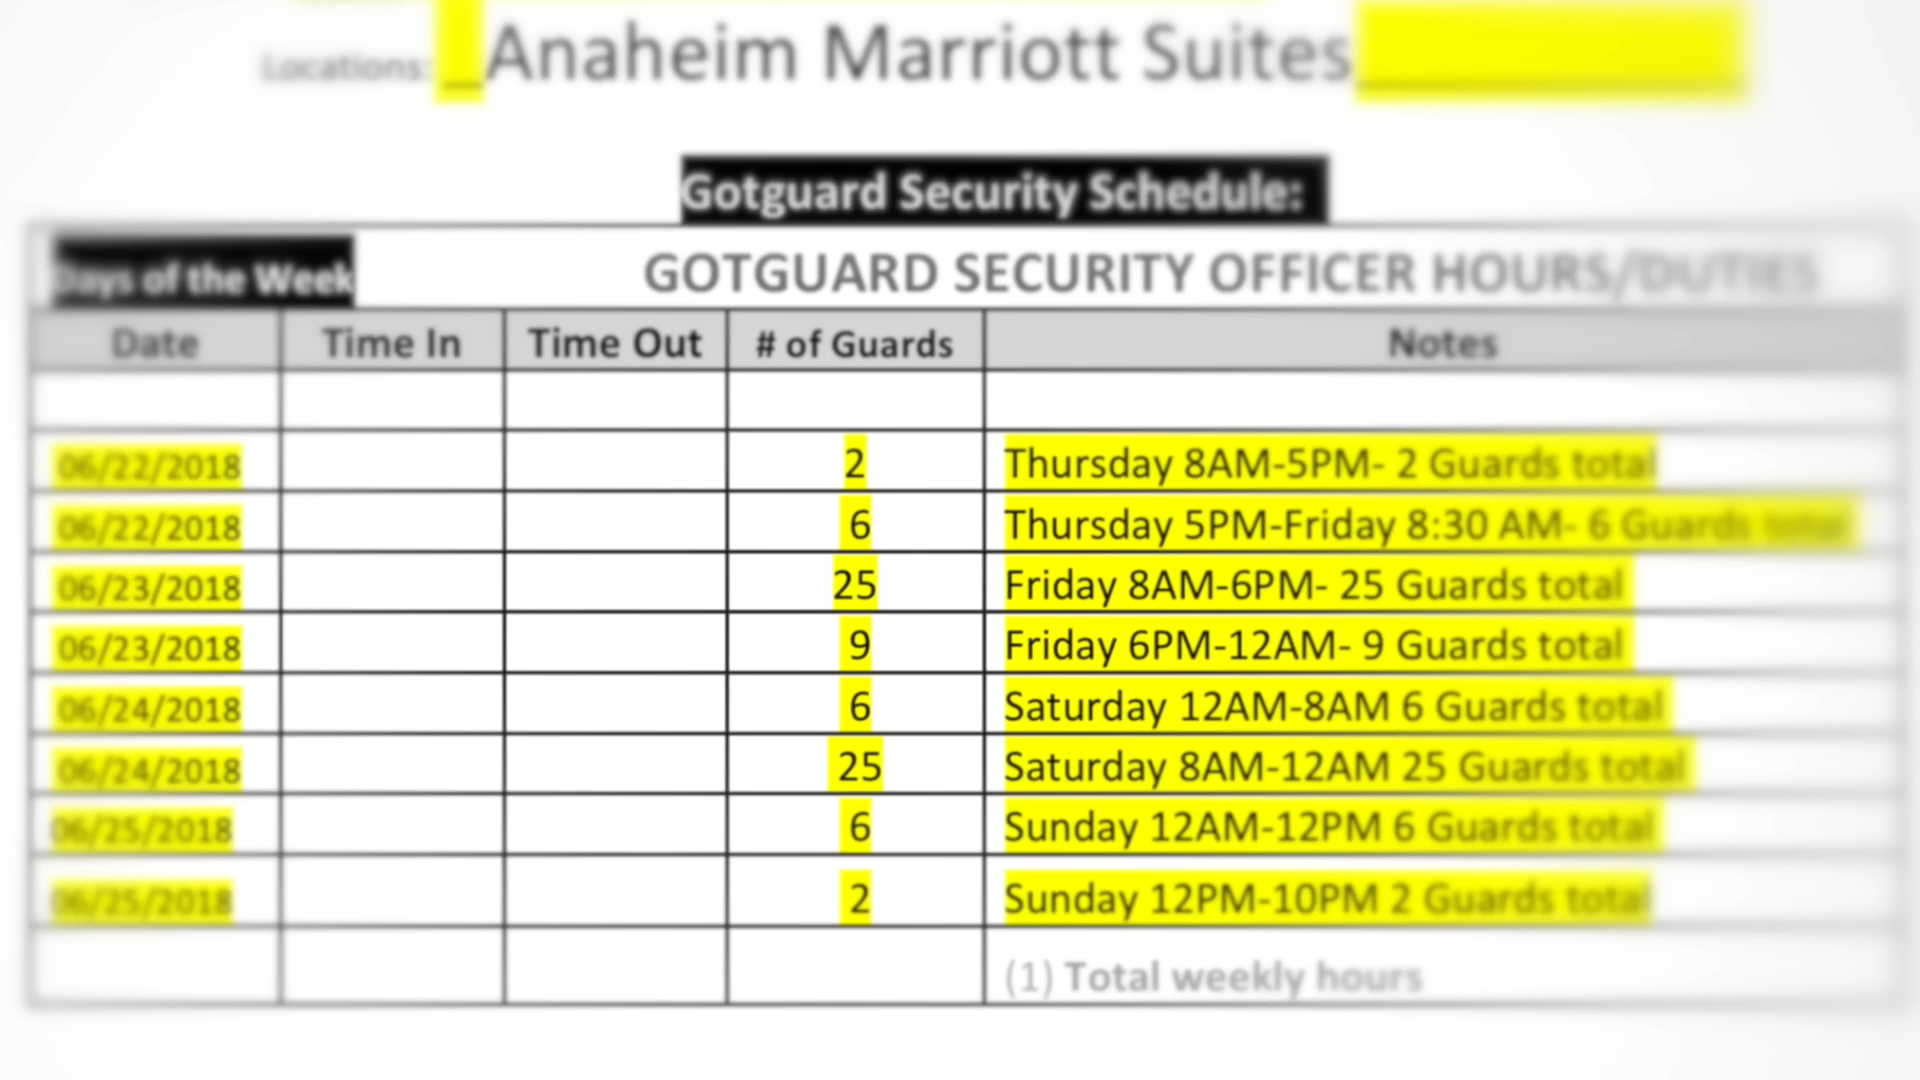 Locations: _Anaheim Marriott Suites
Gotguard Security Schedule:
Days of the Week GOTGUARD SECURITY OFFICER HOURS/DUTIES
Date Time In Time Out # of Guards Notes
06/22/2018 2 Thursday 8AM-5PM- 2 Guards total
06/22/2018 6 Thursday 5PM-Friday 8:30 AM- 6 Guards total
06/23/2018 25 Friday 8AM-6PM- 25 Guards total
06/23/2018 9 Friday 6PM-12AM- 9 Guards total
06/24/2018 6 Saturday 12AM-8AM 6 Guards total
06/24/2018 25 Saturday 8AM-12AM 25 Guards total
06/25/2018 6 Sunday 12AM-12PM 6 Guards total
06/25/2018 2 Sunday 12PM-10PM 2 Guards total
(1) Total weekly hours